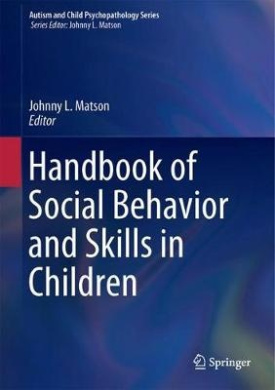 Autism and Child Psychopathology Series
Series Editor: Johnny L. Matson
Johnny L. Matson
Editor
Handbook of
Social Behavior
and Skills in
Children
Springer